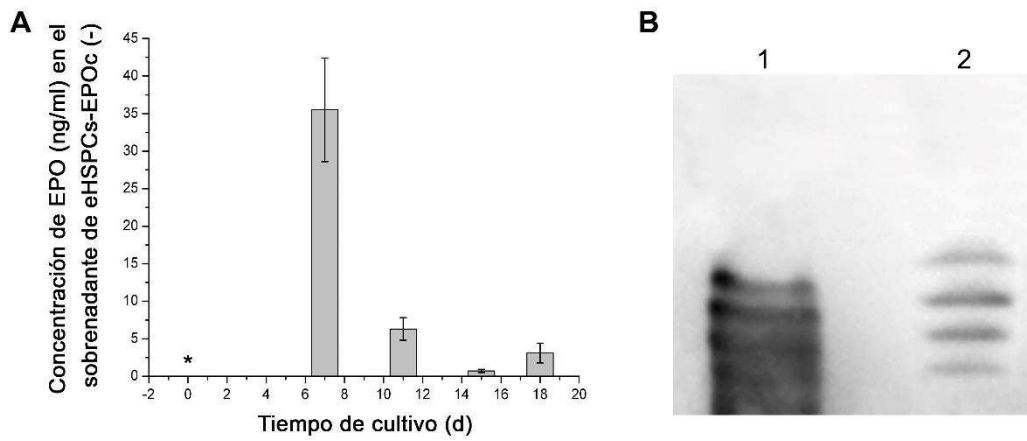 A
B
Concentración de EPO (ng/ml) en el
sobrenadante de eHSPCs-EPOc (-)
45
40
35
30
25
20
15
10
5
0
*
-2 0 2 4 6 8 10 12 14 16 18 20
Tiempo de cultivo (d)
1 2